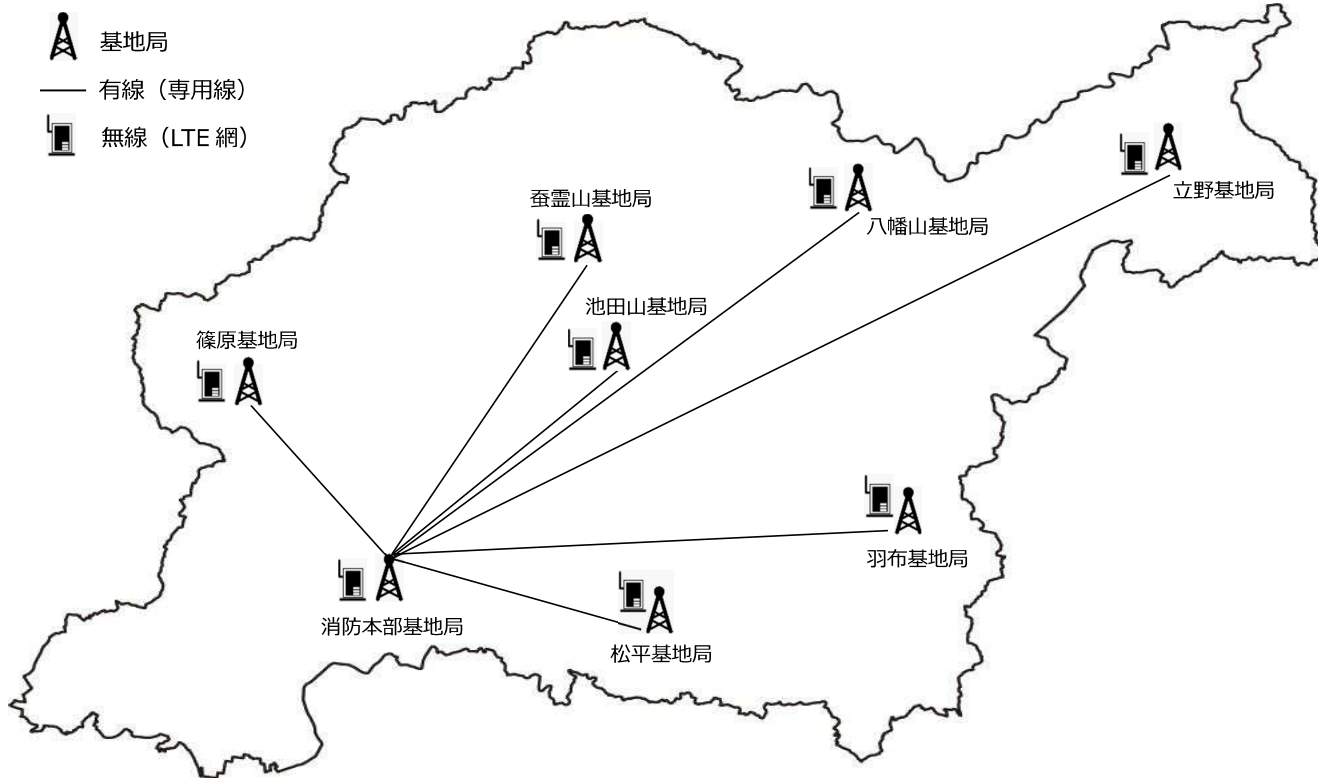 基地局
有線（専用線）
無線（LTE 網）
立野基地局
蚕霊山基地局
八幡山基地局
池田山基地局
篠原基地局
羽布基地局
消防本部基地局
松平基地局